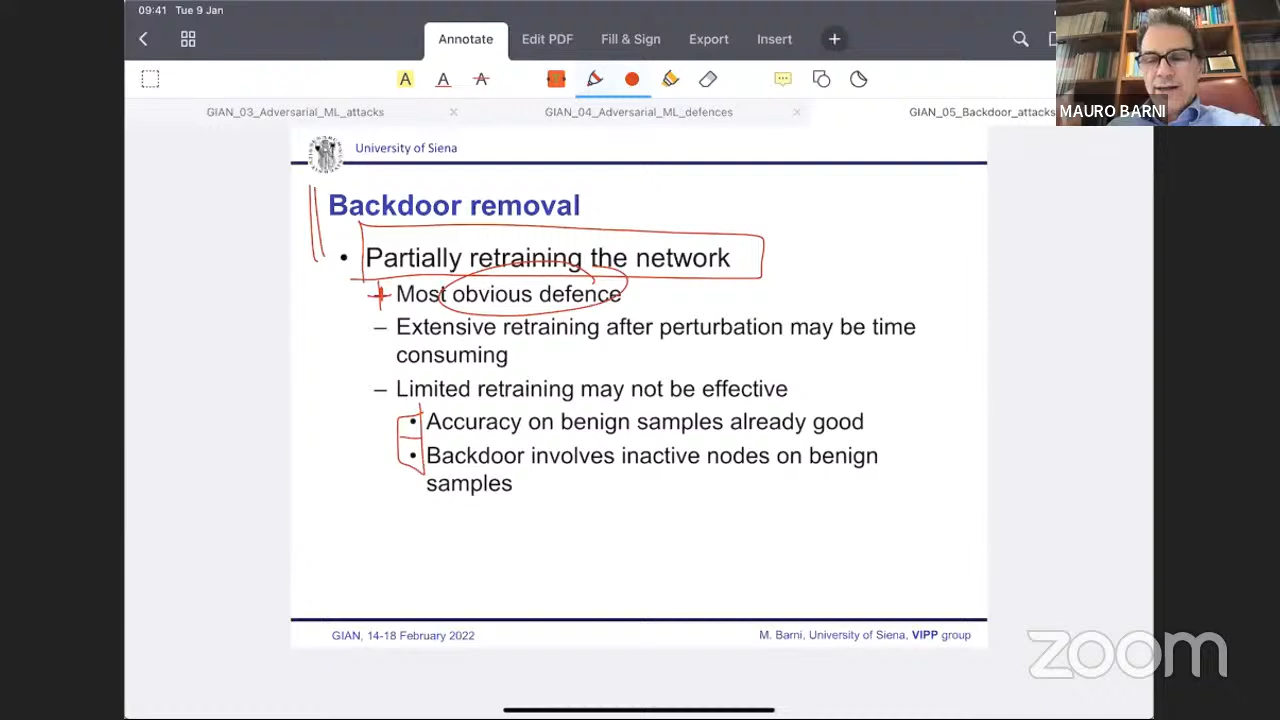 09:41 Tue 9 Jan
Annotate Edit PDF Fill & Sign Export Insert
A A A
GIAN_03_Adversarial_ML_attacks GIAN_04_Adversarial_ML_defences GIAN_05_Backdoor_attacks
MAURO BARNI
University of Siena
Backdoor removal
• Partially retraining the network
Most obvious defence
– Extensive retraining after perturbation may be time
consuming
– Limited retraining may not be effective
• Accuracy on benign samples already good
• Backdoor involves inactive nodes on benign
samples
GIAN, 14-18 February 2022 M. Barni, University of Siena, VIPP group
zoom